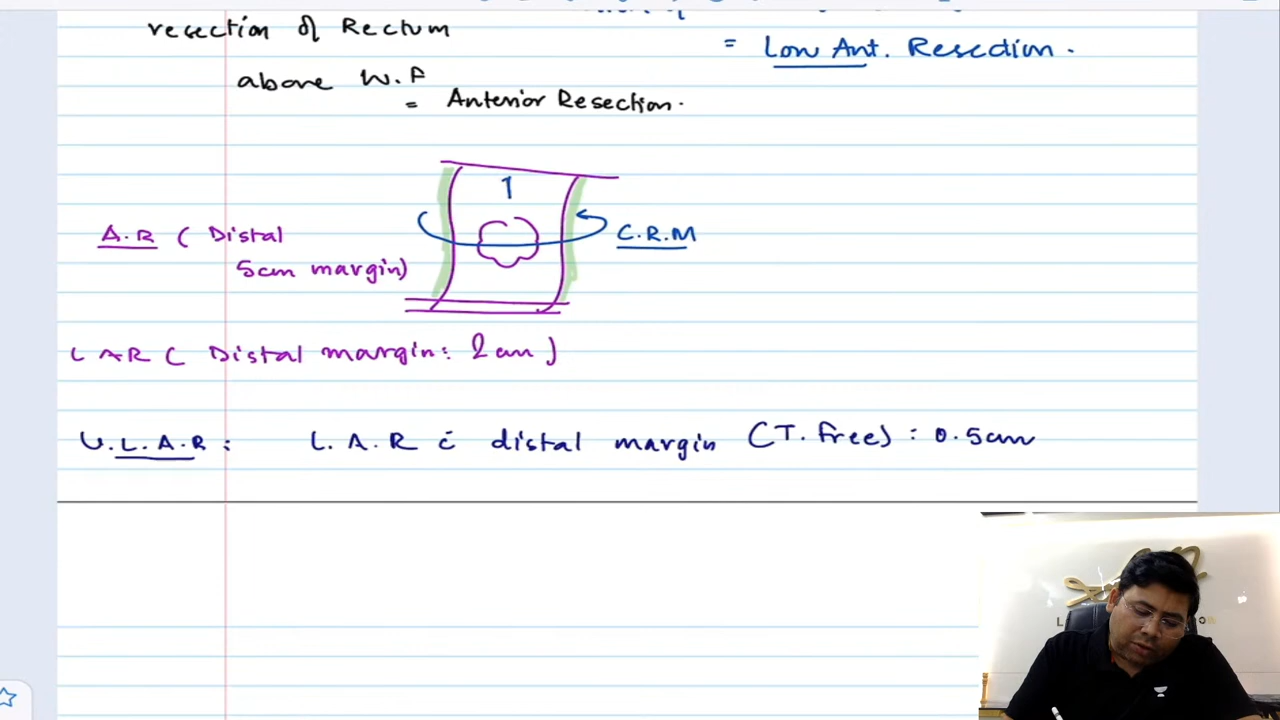 resection of Rectum
= Low Ant. Resection.
above W.F
= Anterior Resection.
1
A.R ( Distal
5cm margin)
C.R.M
LAR ( Distal margin: 2cm )
U.L.A.R : L.A.R c̄ distal margin (T. free) : 0.5cm